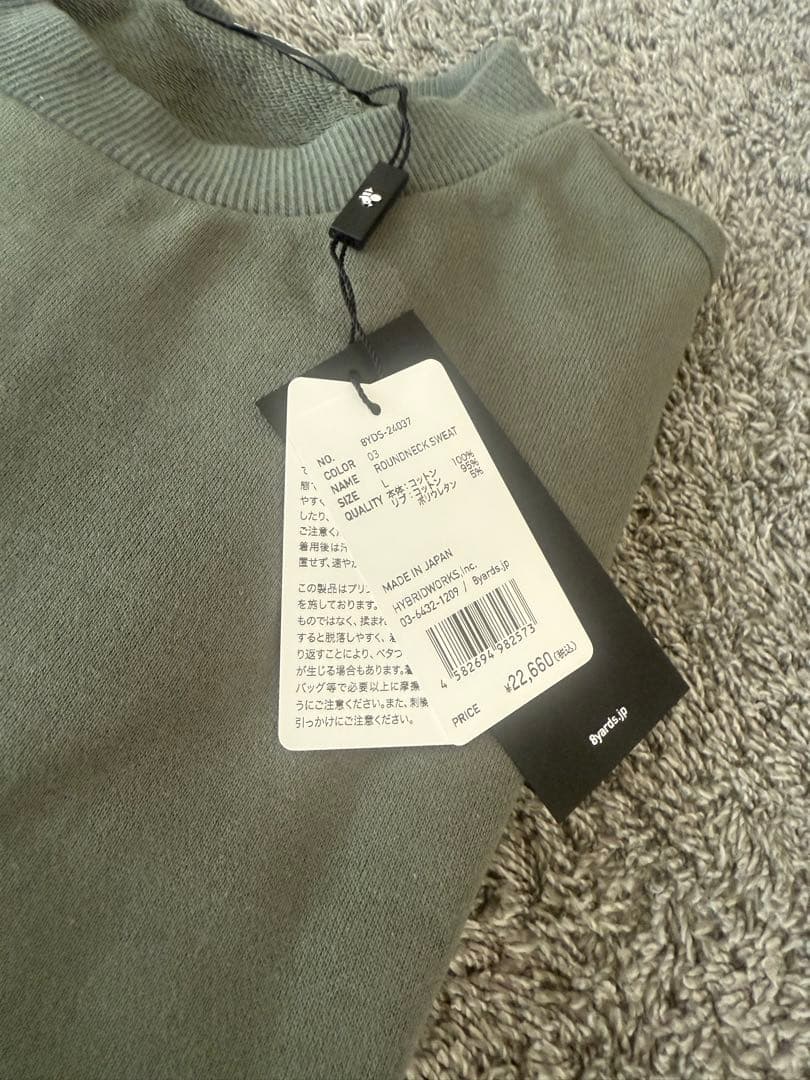 NO. 8YDS-24037
COLOR 03
NAME ROUNDNECK SWEAT
SIZE L
QUALITY 本体:コットン 100%
リブ:コットン 95%
ポリウレタン 5%
MADE IN JAPAN
HYBRIDWORKS,Inc.
03-6432-1209 / 8yards.jp
4 582694 982573
PRICE ¥22,660(税込)
やすく
したり、
ご注意く
着用後は汗
置せず、速やか
この製品はプリン
を施しております。
ものではなく、揉まれ
すると脱落しやすく、
り返すことにより、ベタつ
が生じる場合もあります。
バッグ等で必要以上に摩擦
うにご注意ください。また、刺繍
引っかけにご注意ください。
8yards.jp